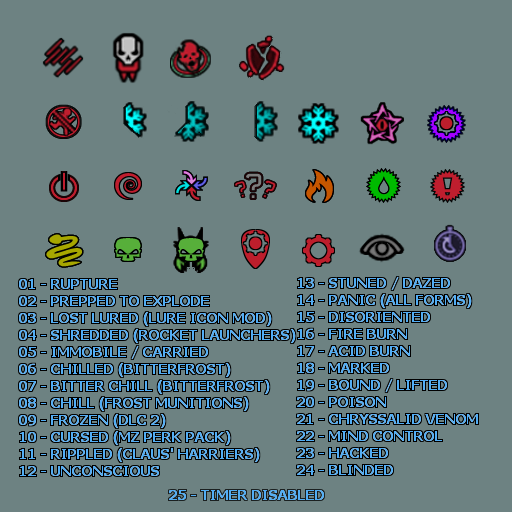 01 - RUPTURE
02 - PREPPED TO EXPLODE
03 - LOST LURED (LURE ICON MOD)
04 - SHREDDED (ROCKET LAUNCHERS)
05 - IMMOBILE / CARRIED
06 - CHILLED (BITTERFROST)
07 - BITTER CHILL (BITTERFROST)
08 - CHILL (FROST MUNITIONS)
09 - FROZEN (DLC 2)
10 - CURSED (MZ PERK PACK)
11 - RIPPLED (CLAUS' HARRIERS)
12 - UNCONSCIOUS
13 - STUNED / DAZED
14 - PANIC (ALL FORMS)
15 - DISORIENTED
16 - FIRE BURN
17 - ACID BURN
18 - MARKED
19 - BOUND / LIFTED
20 - POISON
21 - CHRYSSALID VENOM
22 - MIND CONTROL
23 - HACKED
24 - BLINDED
25 - TIMER DISABLED